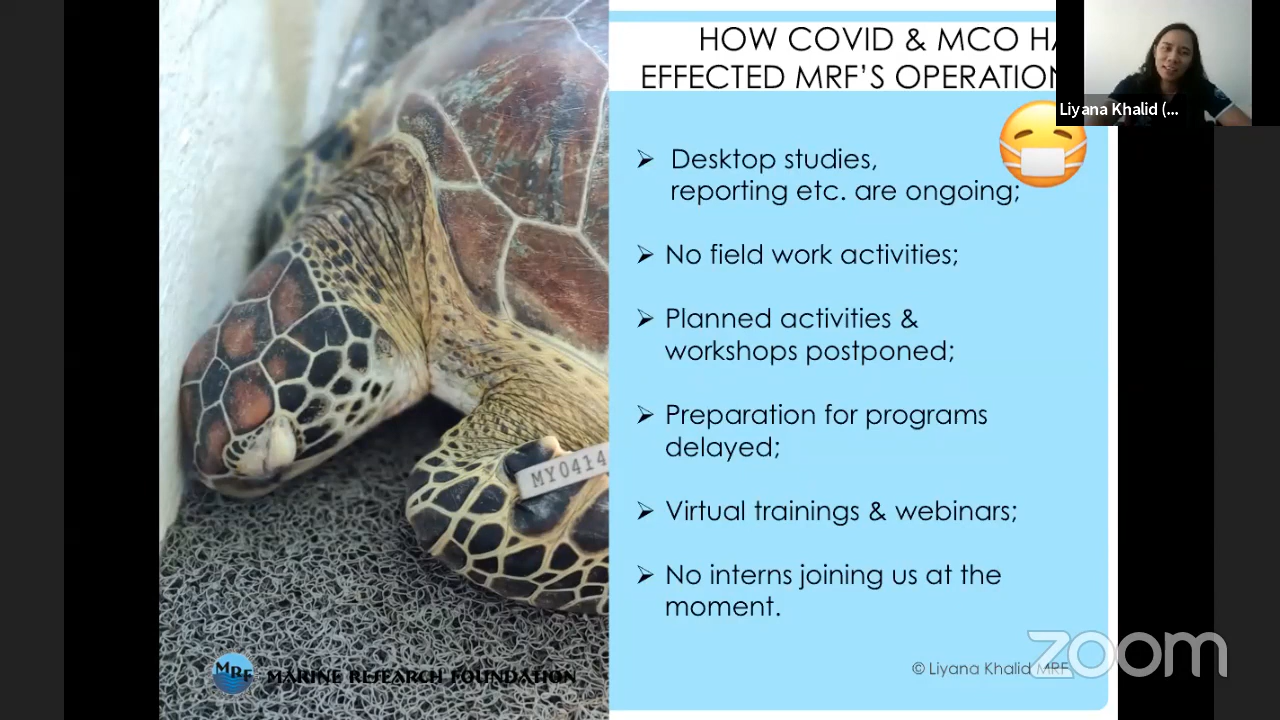 HOW COVID & MCO HA
EFFECTED MRF'S OPERATION
Liyana Khalid (...
➢ Desktop studies,
reporting etc. are ongoing;
➢ No field work activities;
➢ Planned activities &
workshops postponed;
➢ Preparation for programs
delayed;
➢ Virtual trainings & webinars;
➢ No interns joining us at the
moment.
MY0414
MRF MARINE RESEARCH FOUNDATION
© Liyana Khalid MRF
zoom